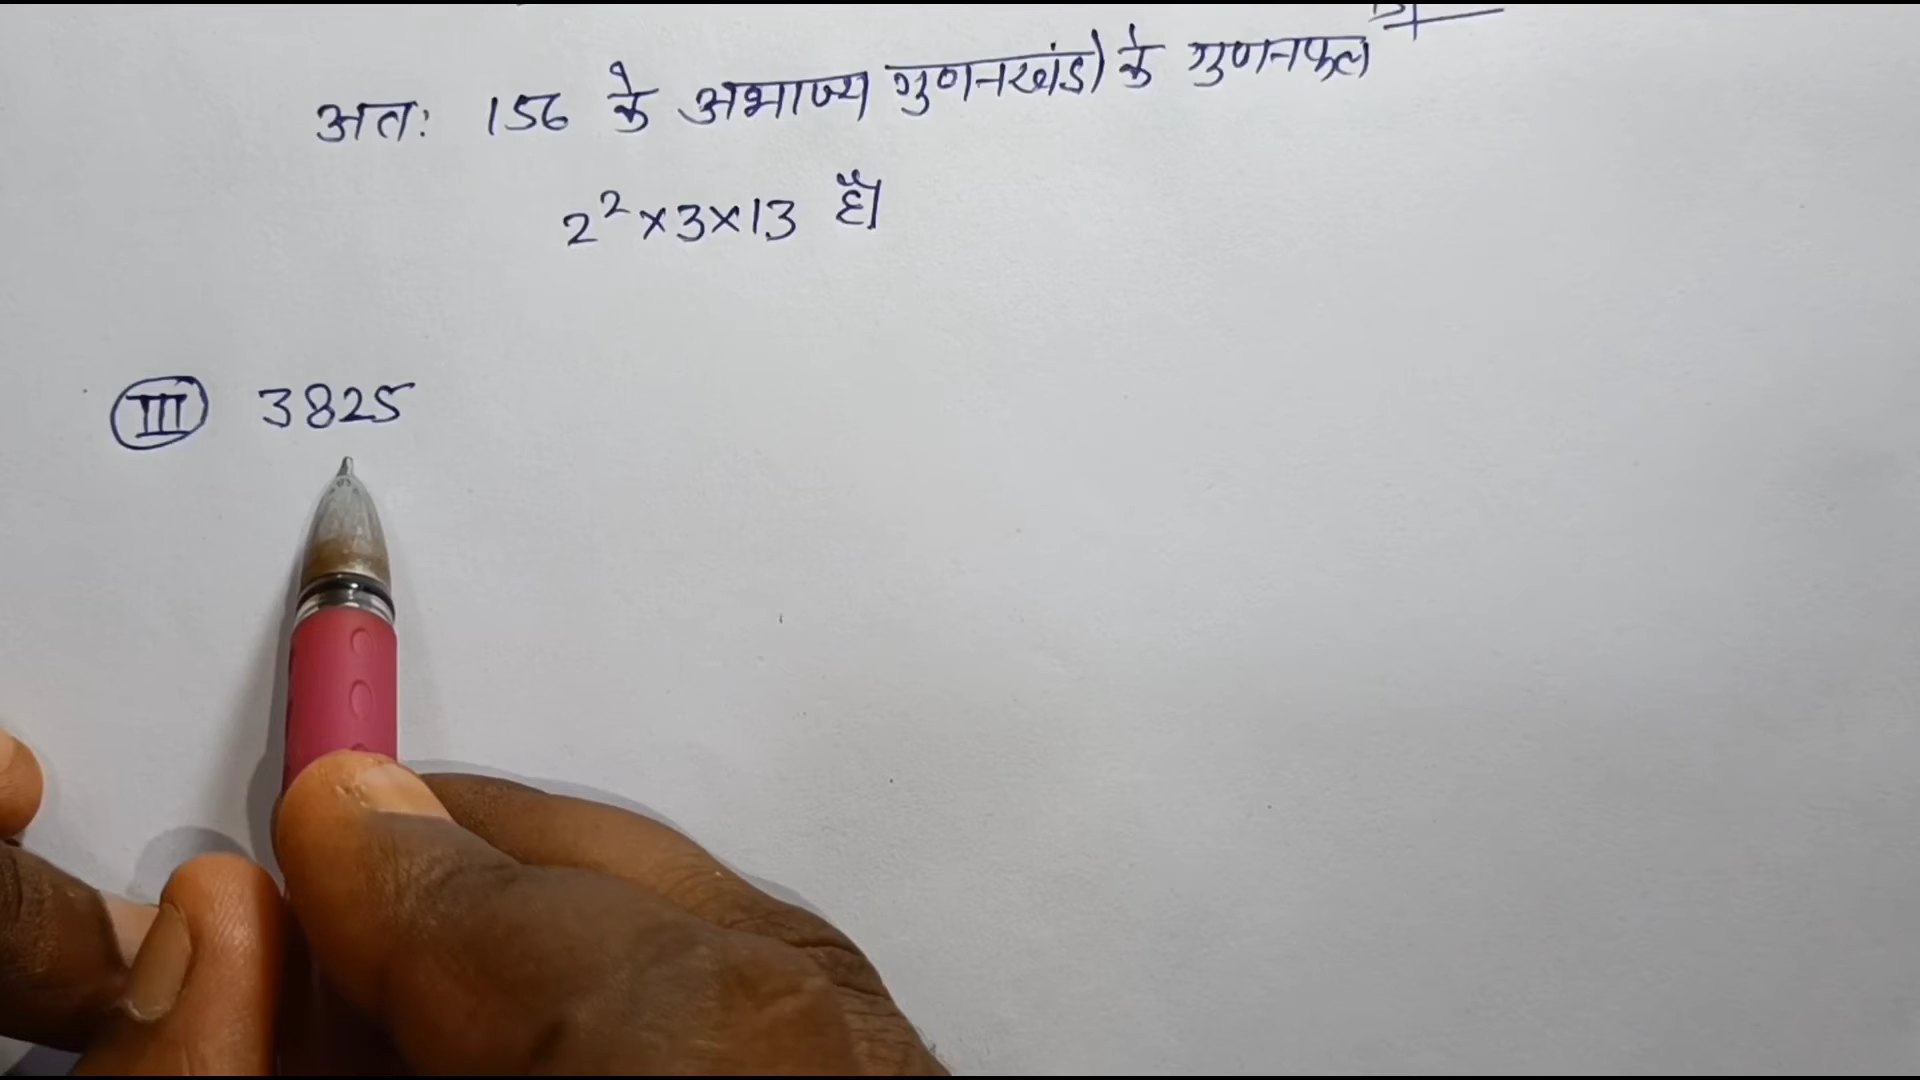 अतः 156 के अभाज्य गुणनखंडो के गुणनफल
2² × 3 × 13 है।
III 3825